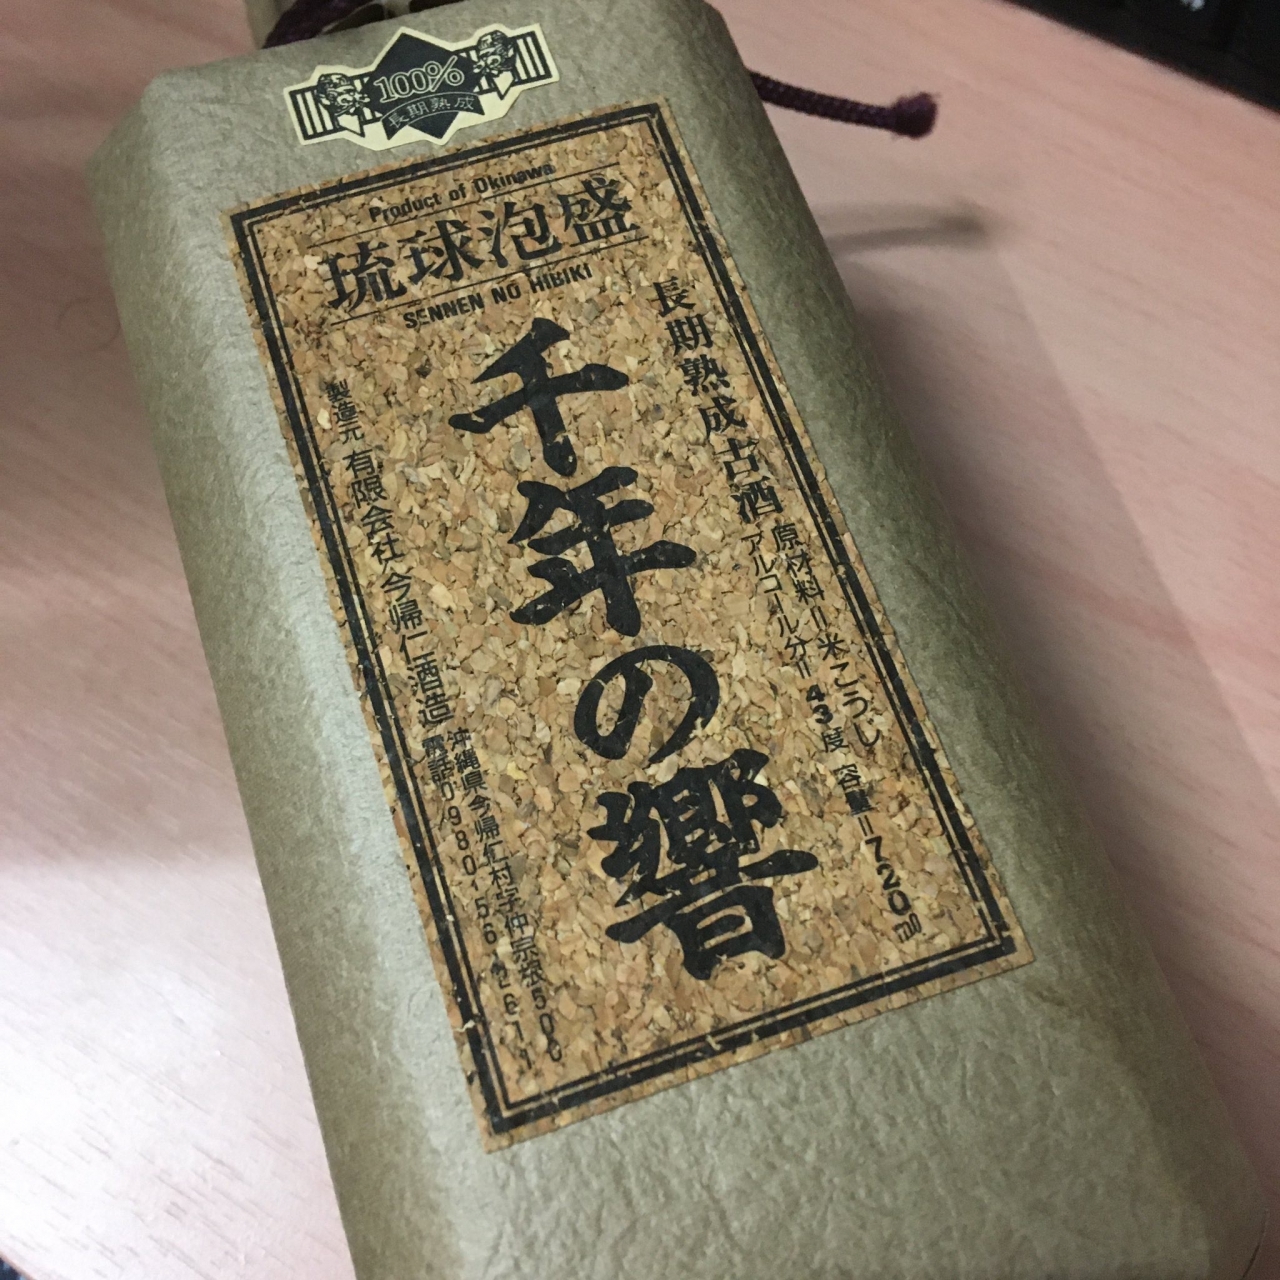 100%
長期熟成
Product of Okinawa
琉球泡盛
SENNEN NO HIBIKI
長期熟成古酒
原材料=米こうじ
アルコール分=43度 容量=720ml
千年の響
製造元 有限会社 今帰仁酒造
沖縄県今帰仁村字仲宗根500
電話0980-56-2611